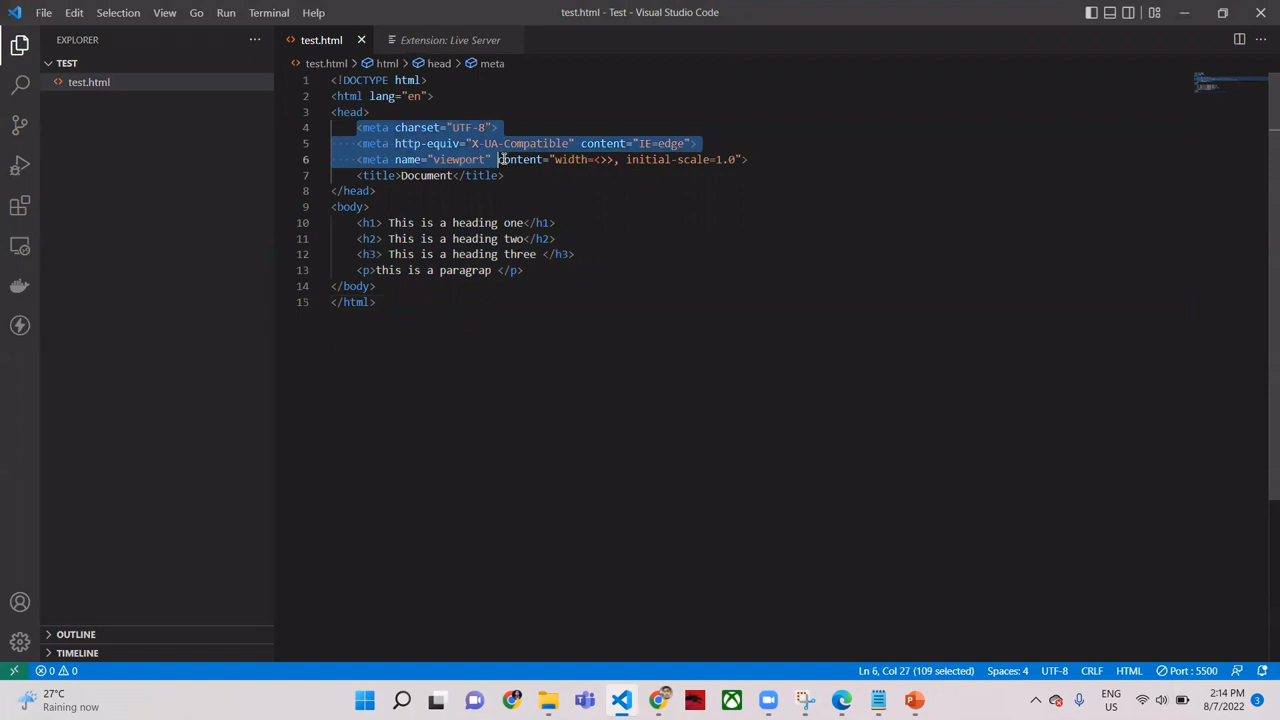 File Edit Selection View Go Run Terminal Help
test.html - Test - Visual Studio Code
EXPLORER
TEST
test.html
OUTLINE
TIMELINE
test.html
Extension: Live Server
test.html > html > head > meta
1 <!DOCTYPE html>
2 <html lang="en">
3 <head>
4 <meta charset="UTF-8">
5 <meta http-equiv="X-UA-Compatible" content="IE=edge">
6 <meta name="viewport" content="width=<>>, initial-scale=1.0">
7 <title>Document</title>
8 </head>
9 <body>
10 <h1> This is a heading one</h1>
11 <h2> This is a heading two</h2>
12 <h3> This is a heading three </h3>
13 <p>this is a paragrap </p>
14 </body>
15 </html>
0 0
Ln 6, Col 27 (109 selected) Spaces: 4 UTF-8 CRLF HTML Port : 5500
27°C
Raining now
ENG
US
2:14 PM
8/7/2022
3